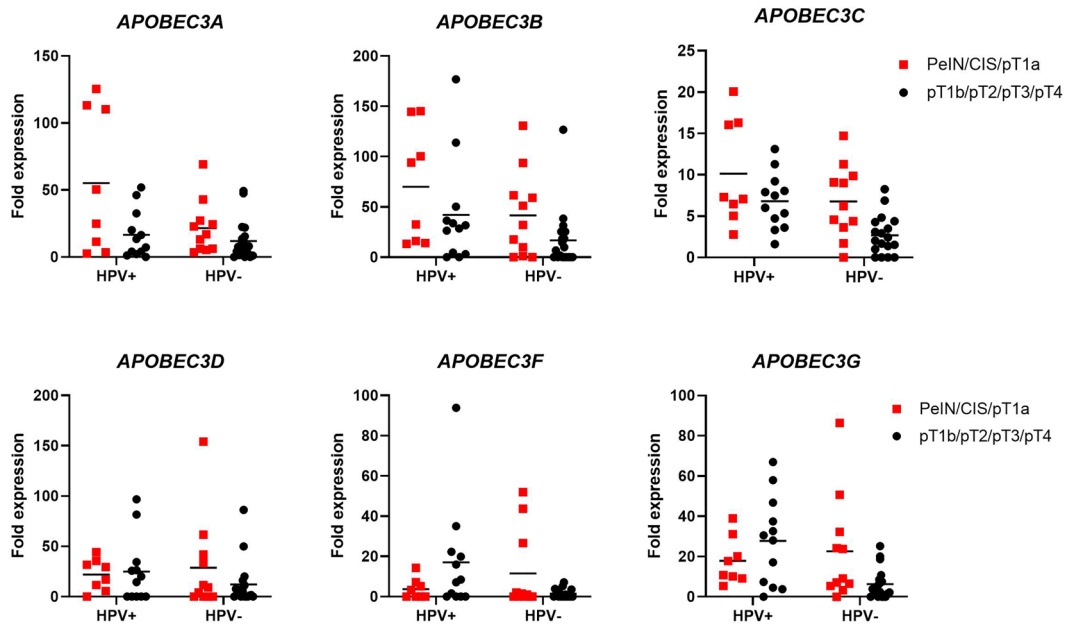 APOBEC3A
Fold expression
150
100
50
0
HPV+ HPV-
APOBEC3B
Fold expression
200
150
100
50
0
HPV+ HPV-
APOBEC3C
Fold expression
25
20
15
10
5
0
HPV+ HPV-
PeIN/CIS/pT1a
pT1b/pT2/pT3/pT4
APOBEC3D
Fold expression
200
150
100
50
0
HPV+ HPV-
APOBEC3F
Fold expression
100
80
60
40
20
0
HPV+ HPV-
APOBEC3G
Fold expression
100
80
60
40
20
0
HPV+ HPV-
PeIN/CIS/pT1a
pT1b/pT2/pT3/pT4